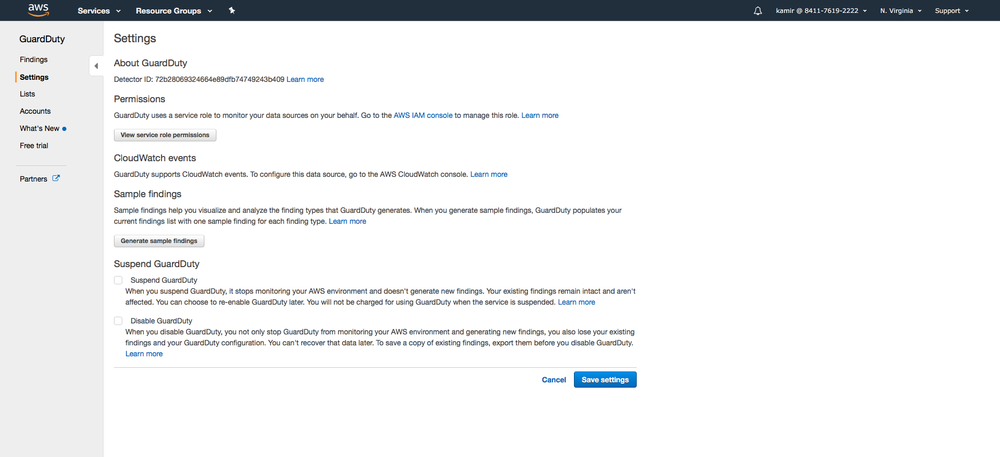 aws
Services
Resource Groups
kamir @ 8411-7619-2222
N. Virginia
Support
GuardDuty
Findings
Settings
Lists
Accounts
What's New
Free trial
Partners
Settings
About GuardDuty
Detector ID: 72b28069324664e89dfb74749243b409 Learn more
Permissions
GuardDuty uses a service role to monitor your data sources on your behalf. Go to the AWS IAM console to manage this role. Learn more
View service role permissions
CloudWatch events
GuardDuty supports CloudWatch events. To configure this data source, go to the AWS CloudWatch console. Learn more
Sample findings
Sample findings help you visualize and analyze the finding types that GuardDuty generates. When you generate sample findings, GuardDuty populates your
current findings list with one sample finding for each finding type. Learn more
Generate sample findings
Suspend GuardDuty
Suspend GuardDuty
When you suspend GuardDuty, it stops monitoring your AWS environment and doesn't generate new findings. Your existing findings remain intact and aren't
affected. You can choose to re-enable GuardDuty later. You will not be charged for using GuardDuty when the service is suspended. Learn more
Disable GuardDuty
When you disable GuardDuty, you not only stop GuardDuty from monitoring your AWS environment and generating new findings, you also lose your existing
findings and your GuardDuty configuration. You can't recover that data later. To save a copy of existing findings, export them before you disable GuardDuty.
Learn more
Cancel
Save settings